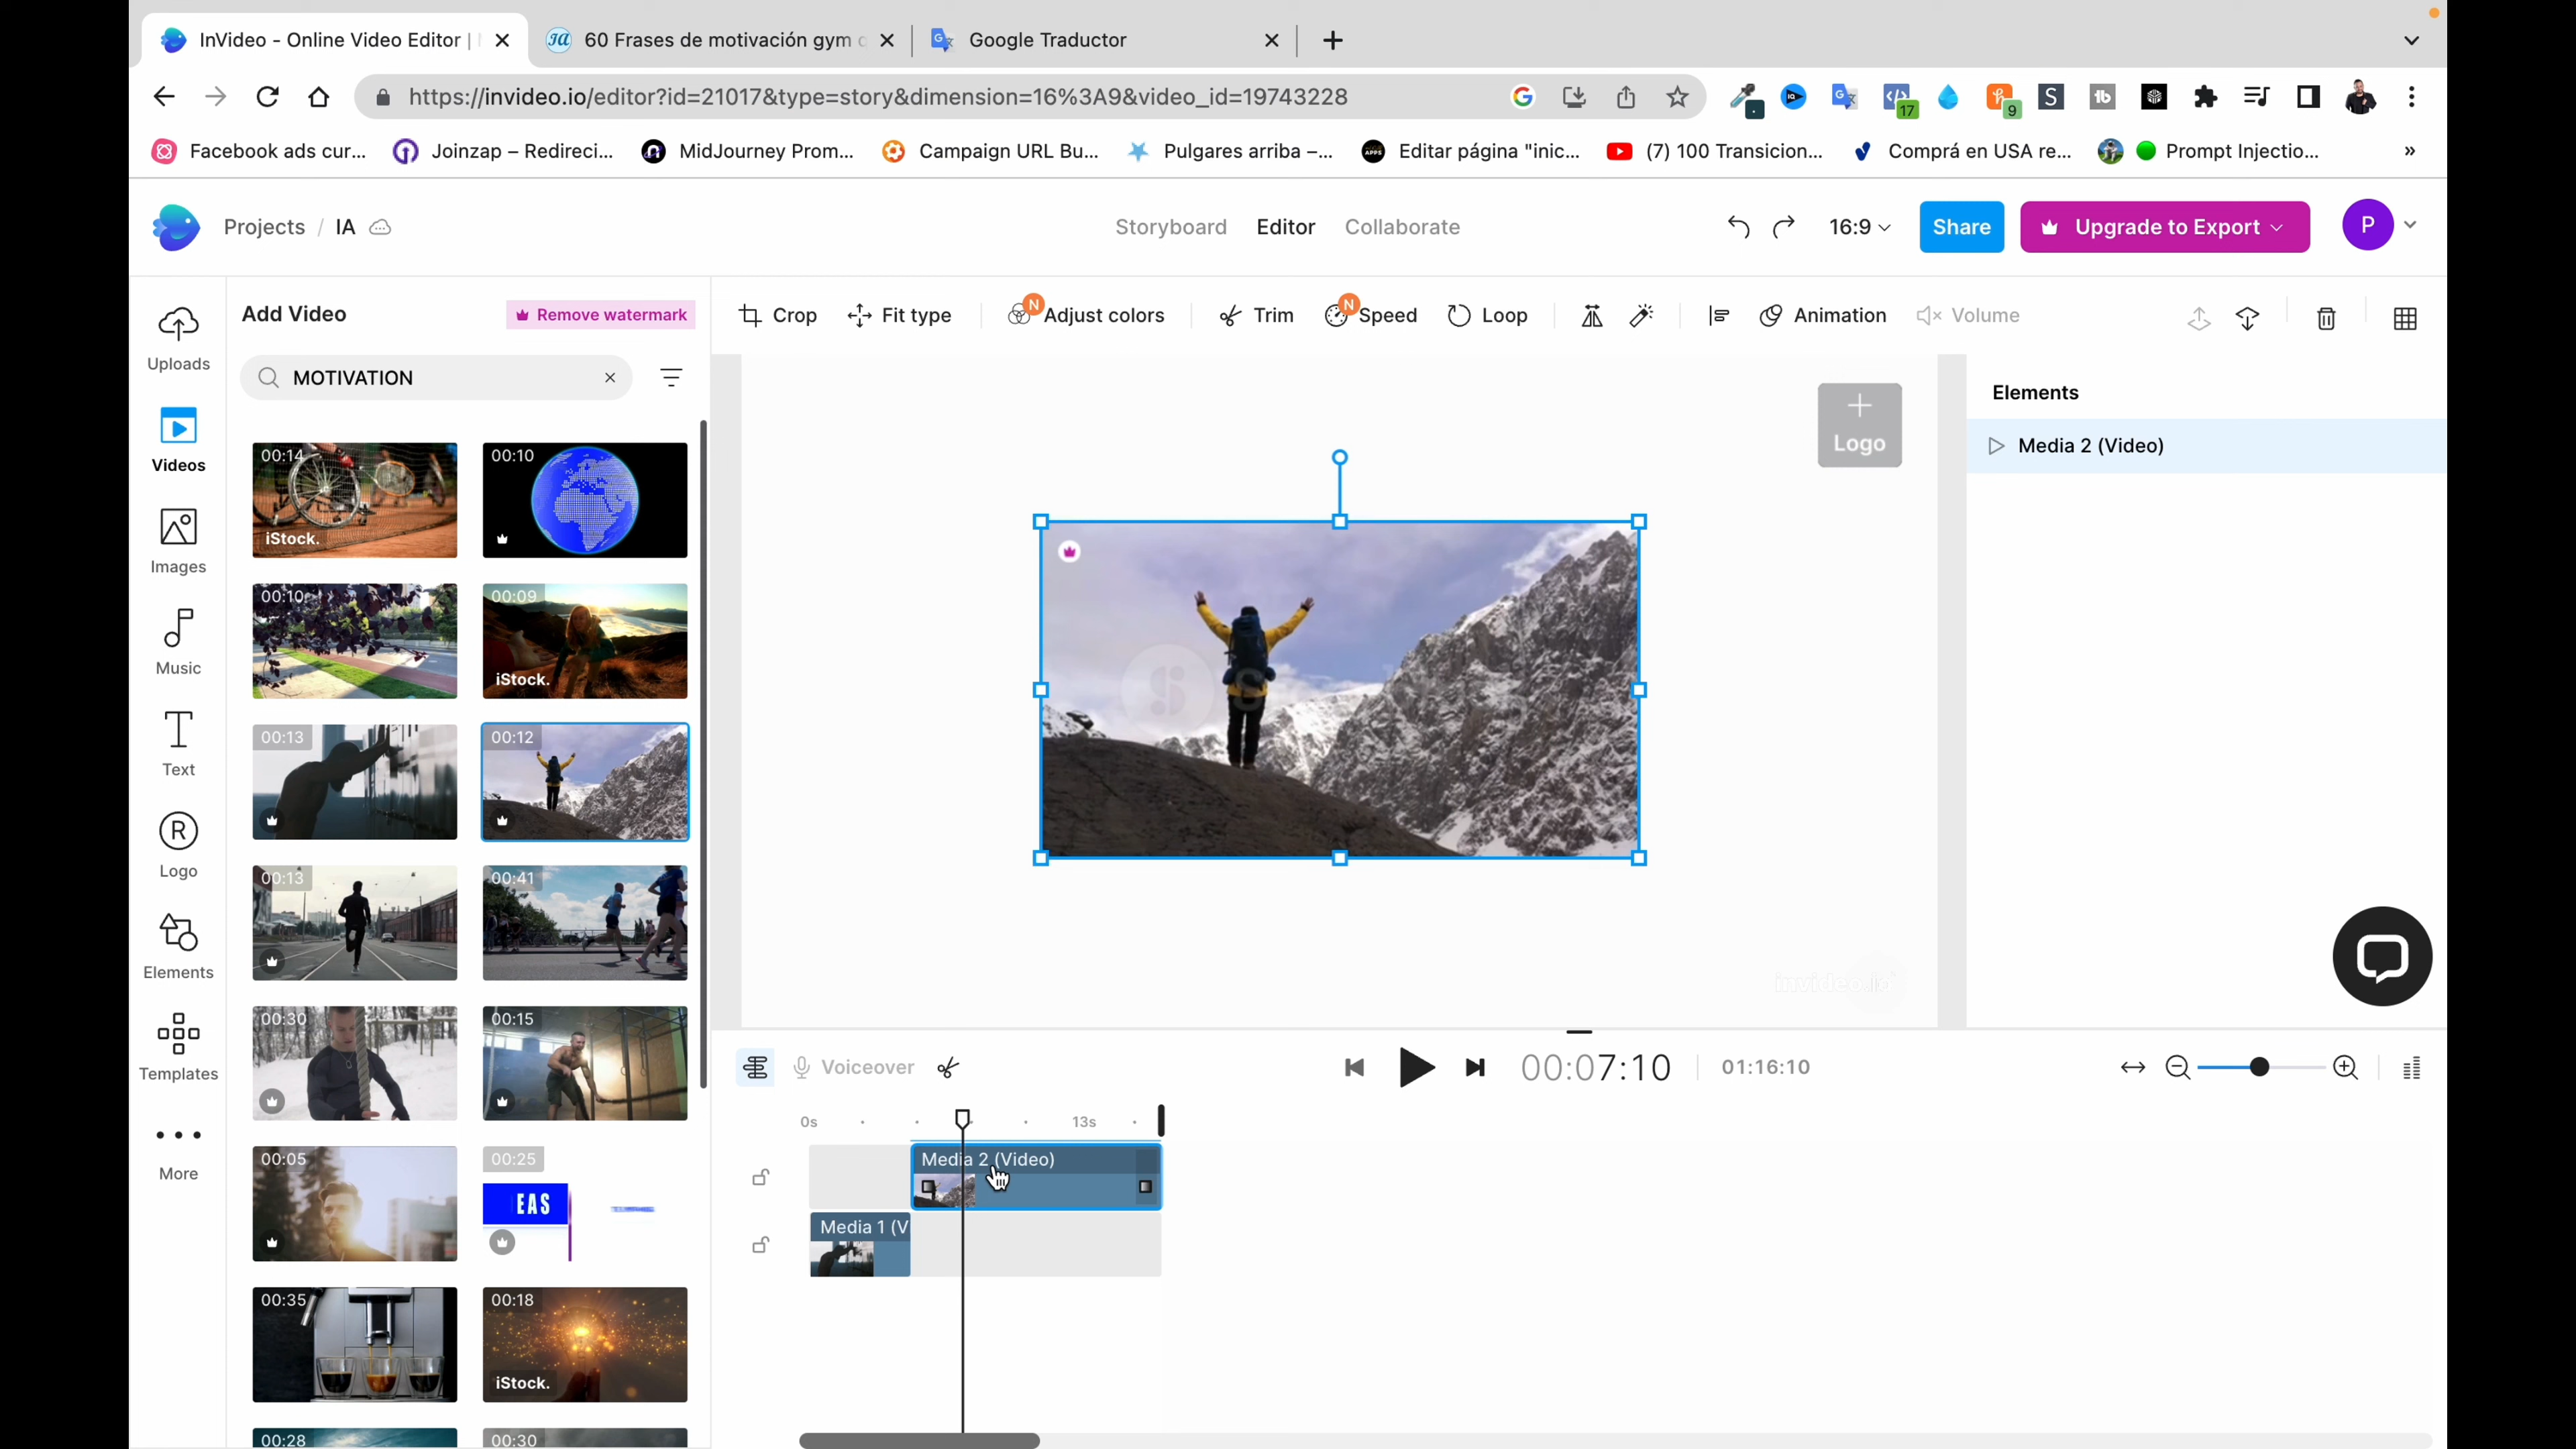 InVideo - Online Video Editor |
60 Frases de motivación gym
Google Traductor
https://invideo.io/editor?id=21017&type=story&dimension=16%3A9&video_id=19743228
17
9
Facebook ads cur...
Joinzap – Redireci...
MidJourney Prom...
Campaign URL Bu...
Pulgares arriba –...
Editar página "inic...
(7) 100 Transicion...
Comprá en USA re...
Prompt Injectio...
»
Projects / IA
Storyboard
Editor
Collaborate
16:9
Share
Upgrade to Export
P
Add Video
Remove watermark
Crop
Fit type
N
Adjust colors
Trim
N
Speed
Loop
Animation
Volume
MOTIVATION
Uploads
Videos
Images
Music
Text
Logo
Elements
Templates
More
00:14
iStock.
00:10
00:10
00:09
iStock.
00:13
00:12
00:13
00:41
00:30
00:15
00:05
00:25
EAS
00:35
00:18
iStock.
00:28
00:30
+
Logo
invideo.io
Elements
Media 2 (Video)
Voiceover
00:07:10
01:16:10
0s
13s
Media 2 (Video)
Media 1 (V